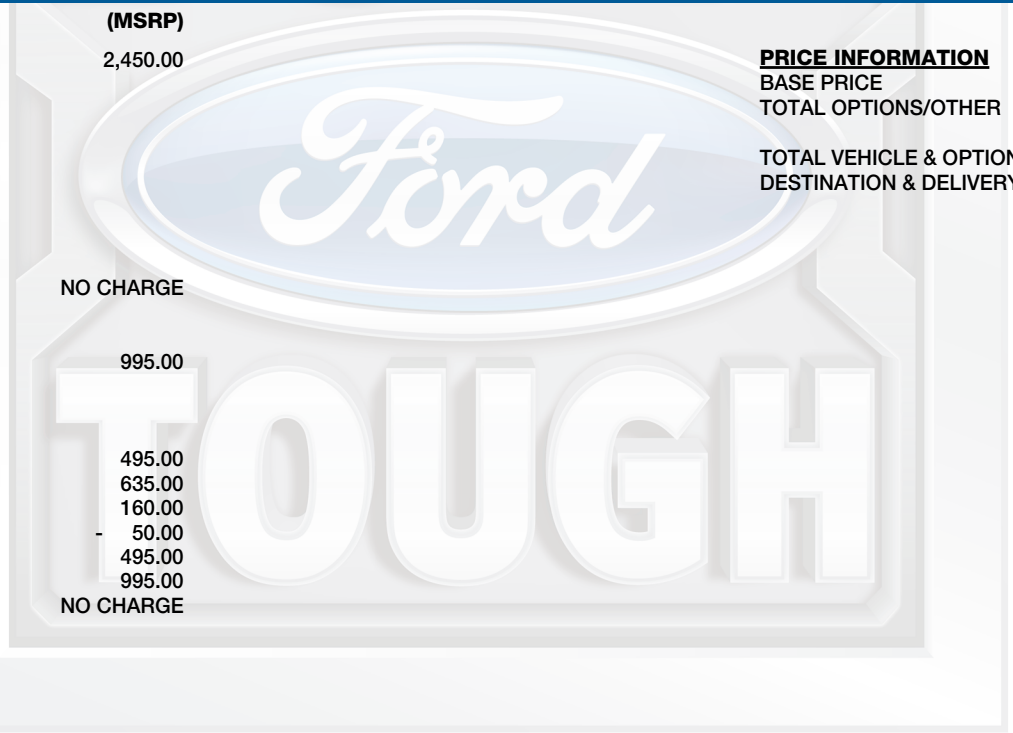 (MSRP)
2,450.00
NO CHARGE
995.00
495.00
635.00
160.00
- 50.00
495.00
995.00
NO CHARGE
PRICE INFORMATION
BASE PRICE
TOTAL OPTIONS/OTHER
TOTAL VEHICLE & OPTION
DESTINATION & DELIVERY
Ford
TOUGH